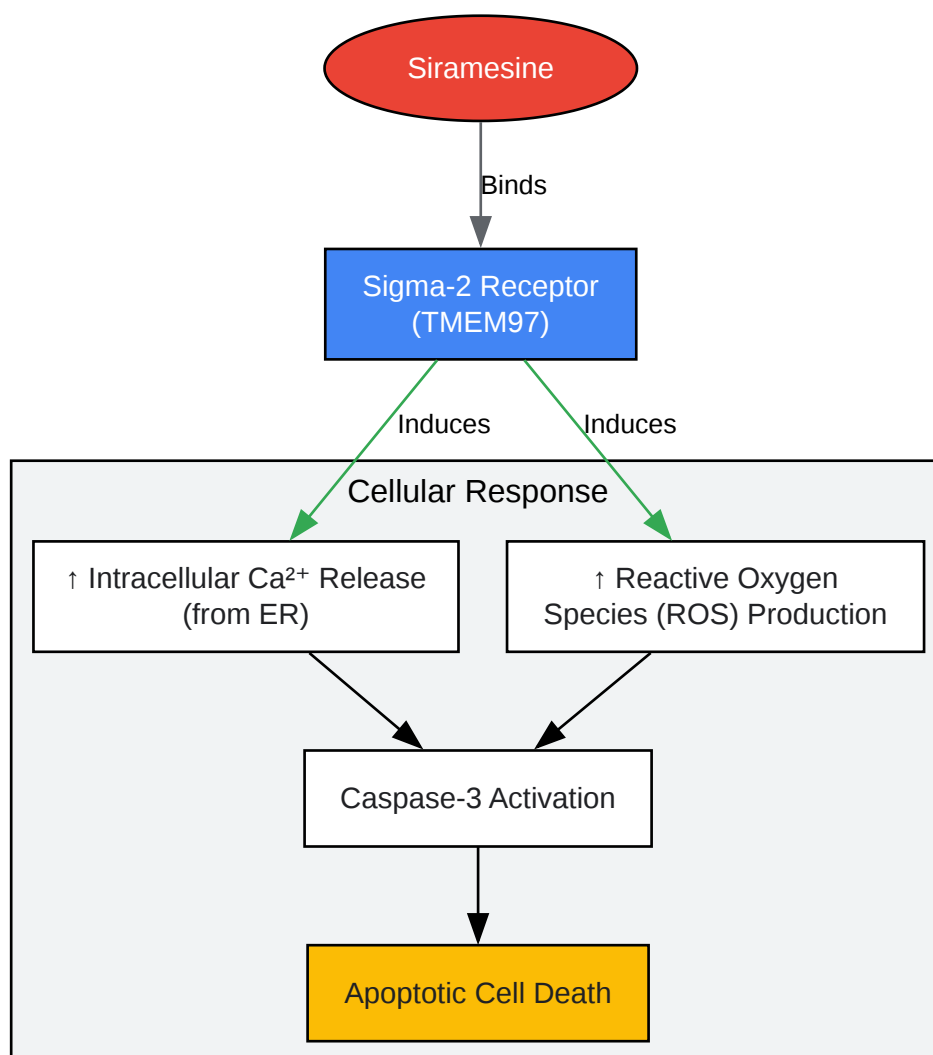 Siramesine
Binds
Sigma-2 Receptor
(TMEM97)
Induces
Induces
Cellular Response
↑ Intracellular Ca²⁺ Release
(from ER)
↑ Reactive Oxygen
Species (ROS) Production
Caspase-3 Activation
Apoptotic Cell Death